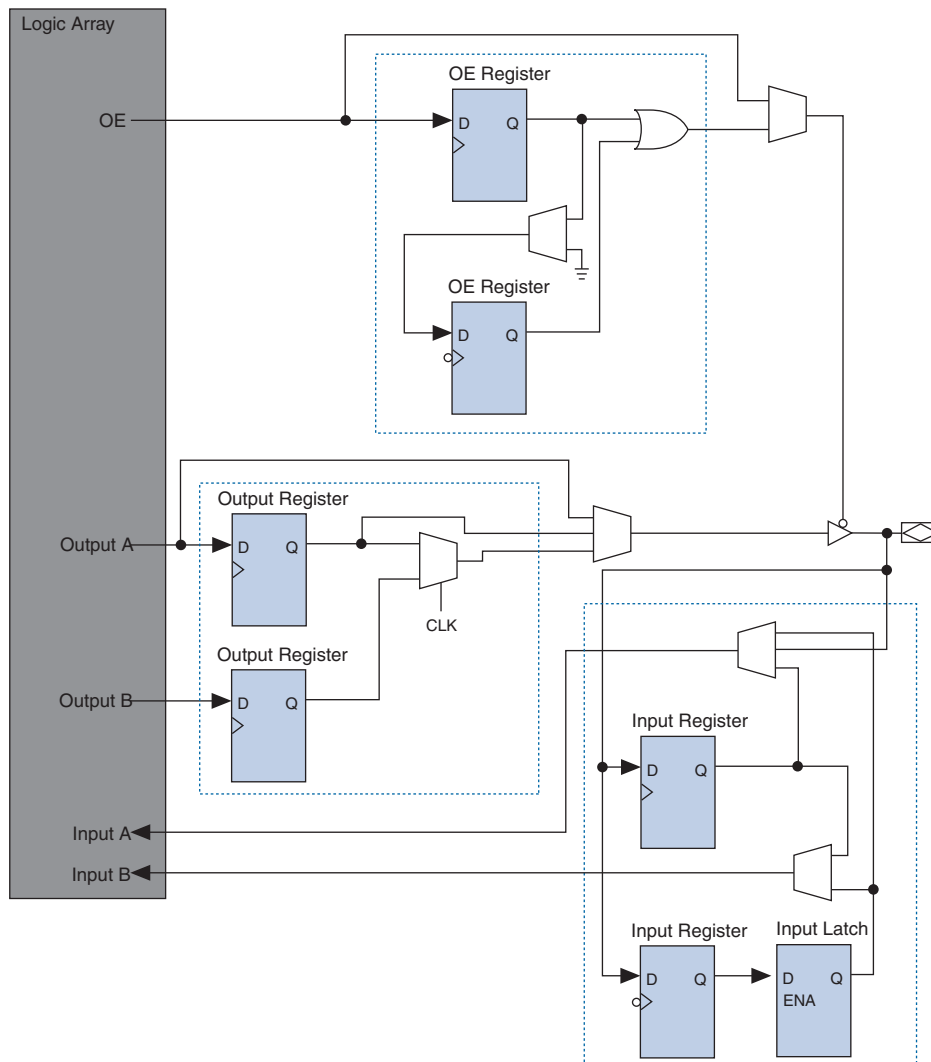 Logic Array
OE Register
OE
D Q
OE Register
D Q
Output Register
Output A
D Q
CLK
Output Register
Output B
D Q
Input Register
D Q
Input A
Input B
Input Register
Input Latch
D Q
D Q
ENA